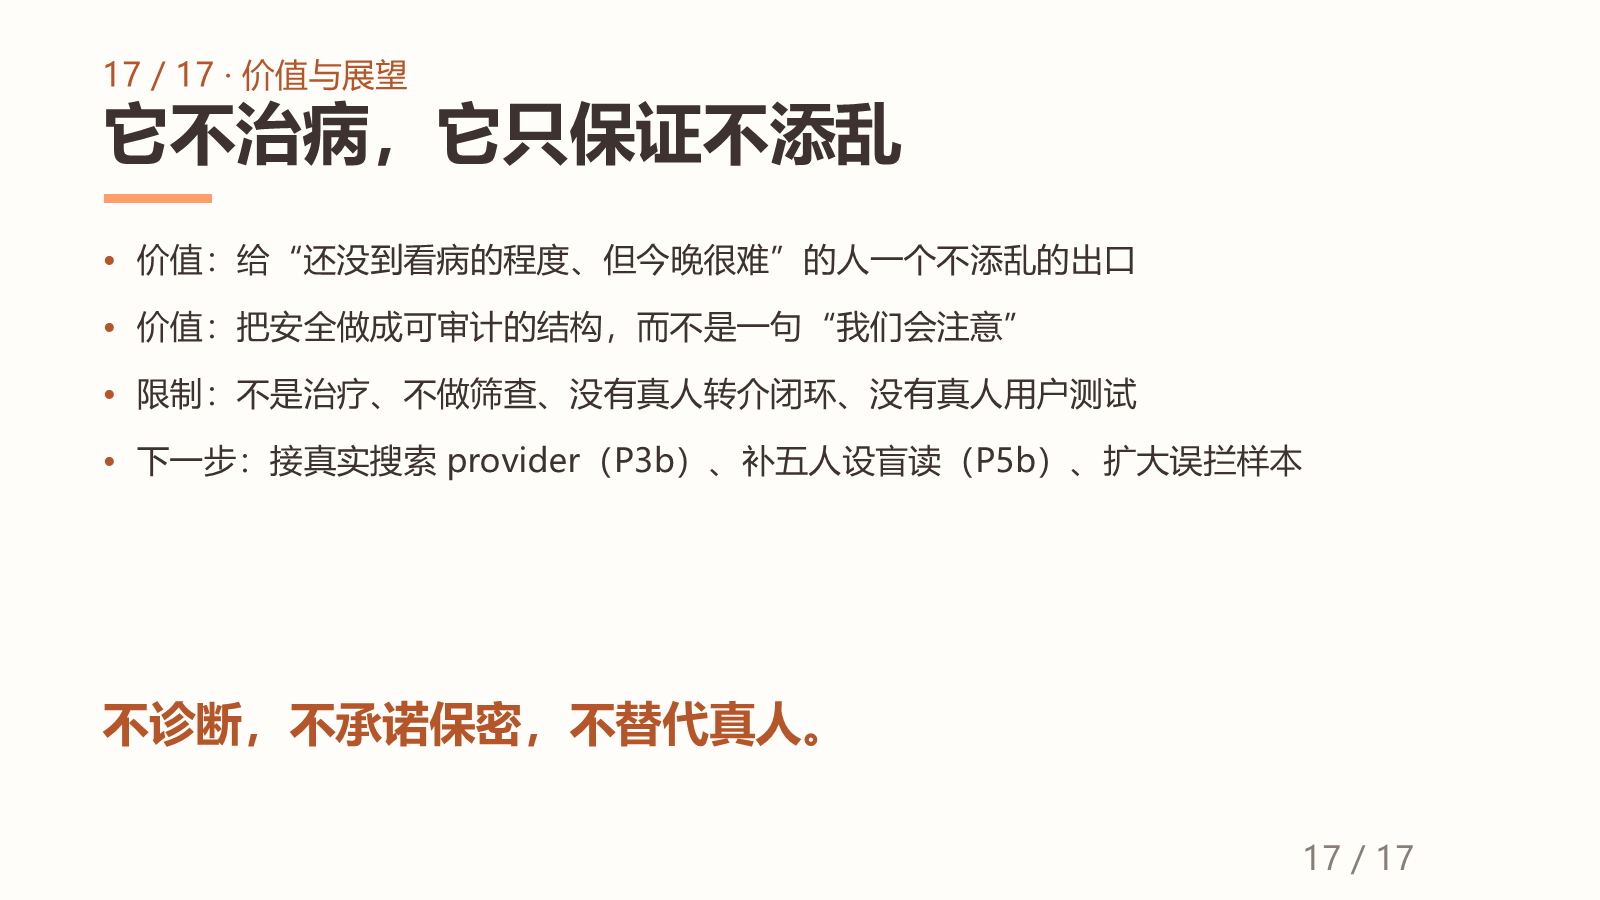 17 / 17 · 价值与展望
它不治病，它只保证不添乱
• 价值：给“还没到看病的程度、但今晚很难”的人一个不添乱的出口
• 价值：把安全做成可审计的结构，而不是一句“我们会注意”
• 限制：不是治疗、不做筛查、没有真人转介闭环、没有真人用户测试
• 下一步：接真实搜索 provider（P3b）、补五人设盲读（P5b）、扩大误拦样本
不诊断，不承诺保密，不替代真人。
17 / 17